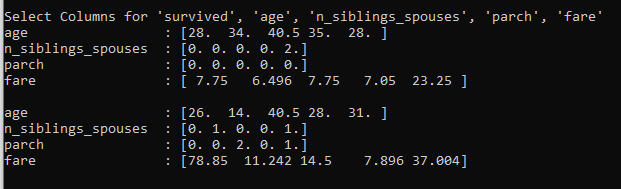 Select Columns for 'survived', 'age', 'n_siblings_spouses', 'parch', 'fare'
age                 : [28.  34.  40.5 35.  28. ]
n_siblings_spouses  : [0. 0. 0. 0. 2.]
parch               : [0. 0. 0. 0. 0.]
fare                : [ 7.75   6.496  7.75   7.05  23.25 ]

age                 : [26.  14.  40.5 28.  31. ]
n_siblings_spouses  : [0. 1. 0. 0. 1.]
parch               : [0. 0. 2. 0. 1.]
fare                : [78.85  11.242 14.5    7.896 37.004]